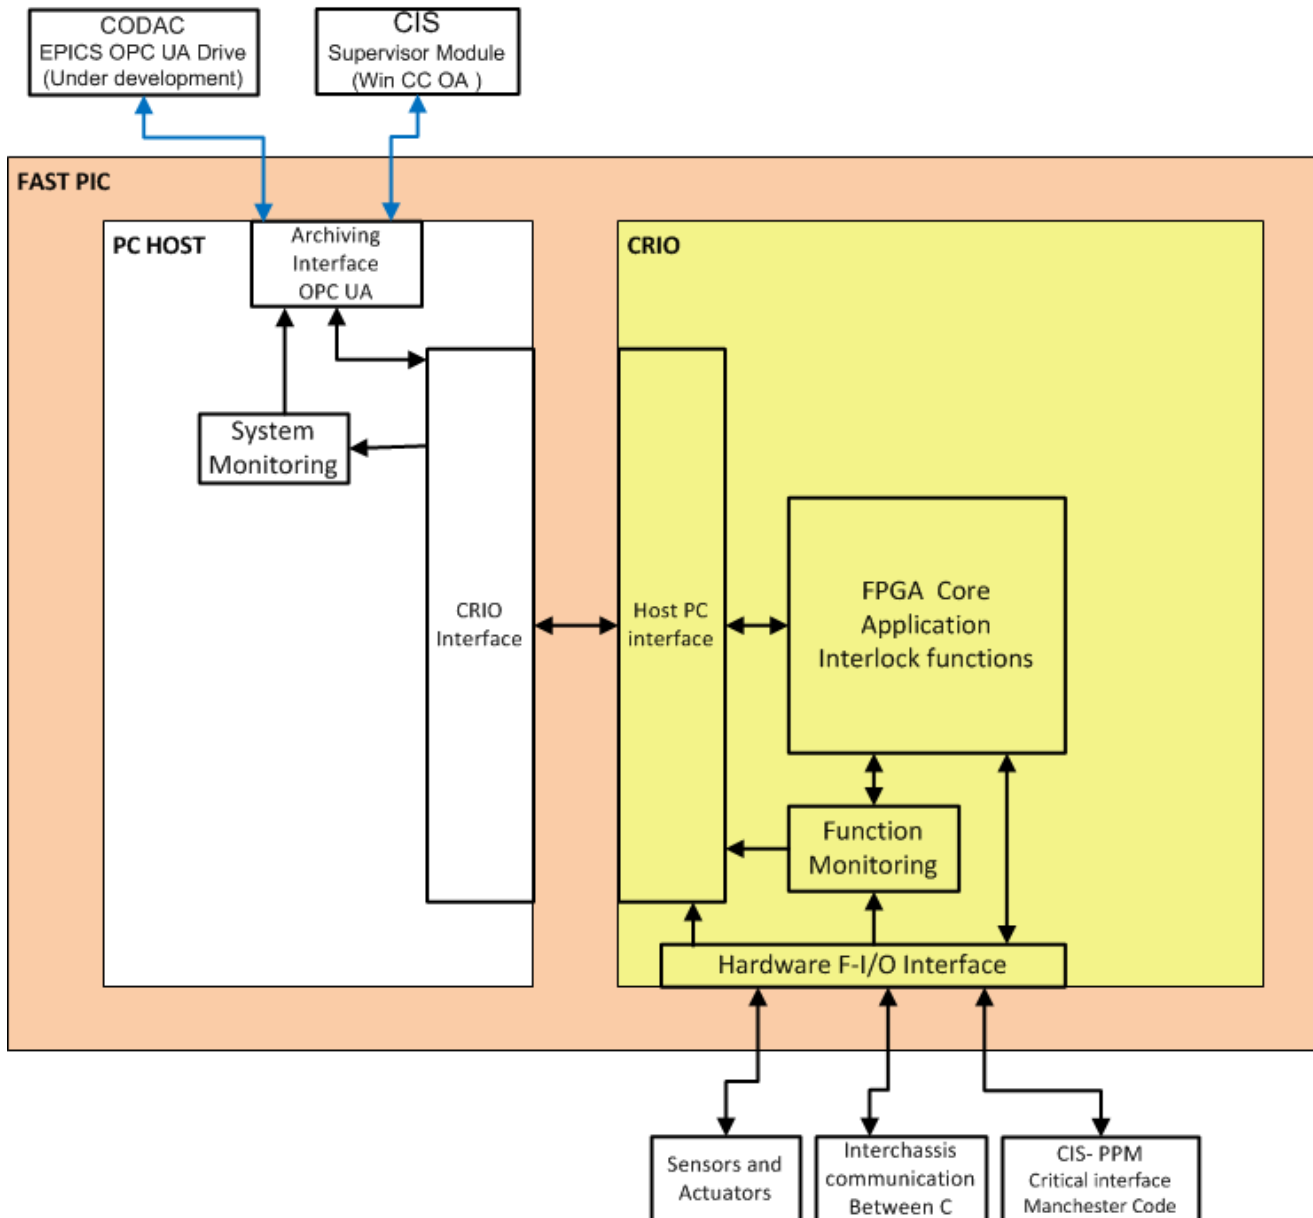 CODAC
EPICS OPC UA Drive
(Under development)
CIS
Supervisor Module
(Win CC OA )
FAST PIC
PC HOST
Archiving
Interface
OPC UA
CRIO
System
Monitoring
CRIO
Interface
Host PC
interface
FPGA Core
Application
Interlock functions
Function
Monitoring
Hardware F-I/O Interface
Sensors and
Actuators
Interchassis
communication
Between C
CIS- PPM
Critical interface
Manchester Code